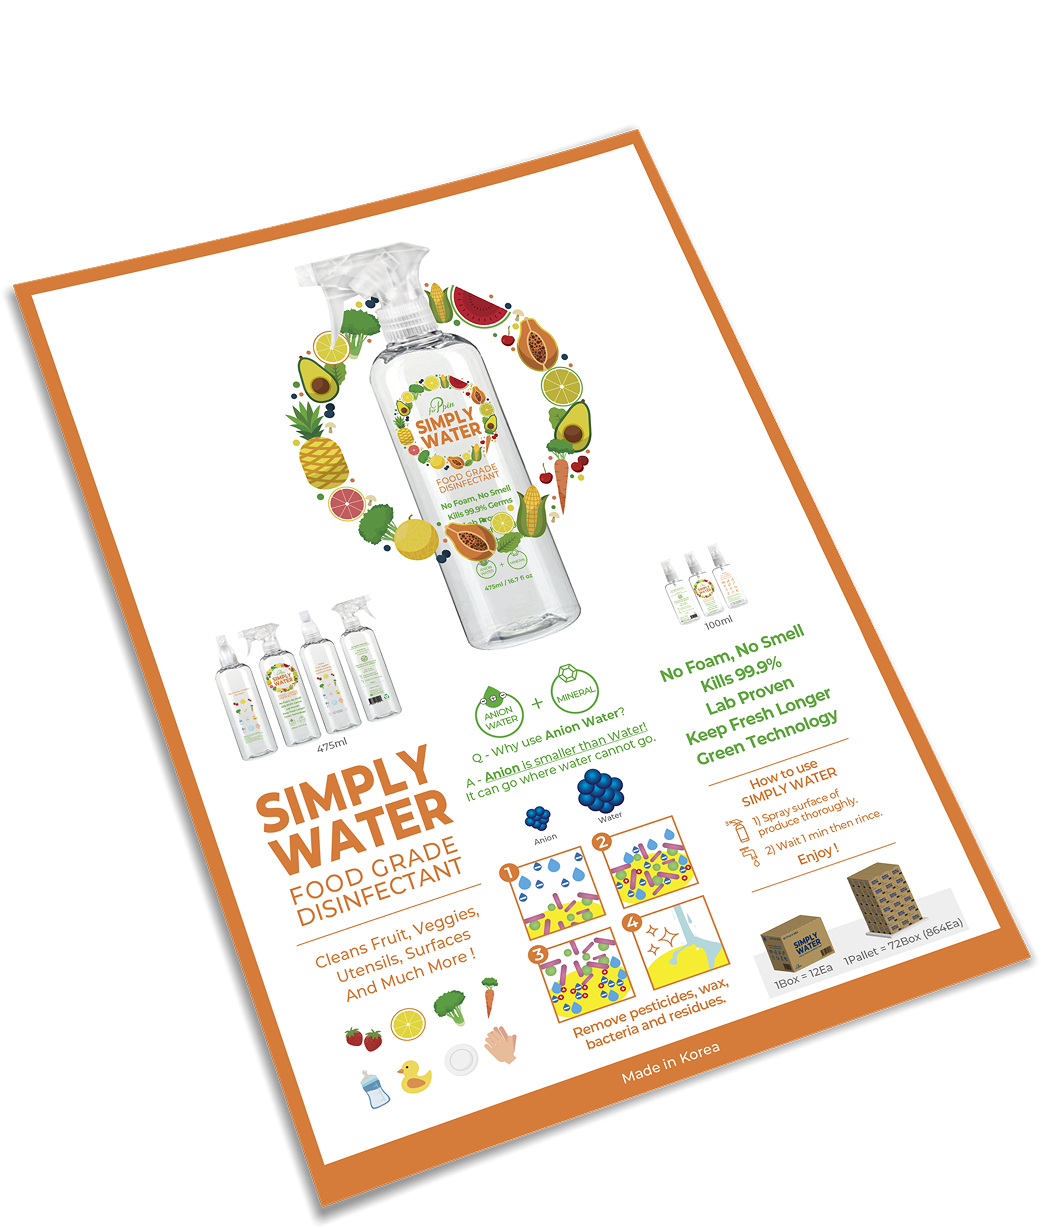 for Ppin
SIMPLY
WATER
FOOD GRADE
DISINFECTANT
No Foam, No Smell
Kills 99.9% Germs
475ml / 16.7 fl oz
475ml
100ml
SIMPLY
WATER
FOOD GRADE
DISINFECTANT
Cleans Fruit, Veggies,
Utensils, Surfaces
And Much More !
ANION
WATER
+
MINERAL
Q - Why use Anion Water?
A - Anion is smaller than Water!
It can go where water cannot go.
Anion
Water
1
2
3
4
Remove pesticides, wax,
bacteria and residues.
No Foam, No Smell
Kills 99.9%
Lab Proven
Keep Fresh Longer
Green Technology
How to use
SIMPLY WATER
1) Spray surface of
produce thoroughly.
2) Wait 1 min then rinse.
Enjoy !
SIMPLY
WATER
1Box = 12Ea
1Pallet = 72Box (864Ea)
Made in Korea